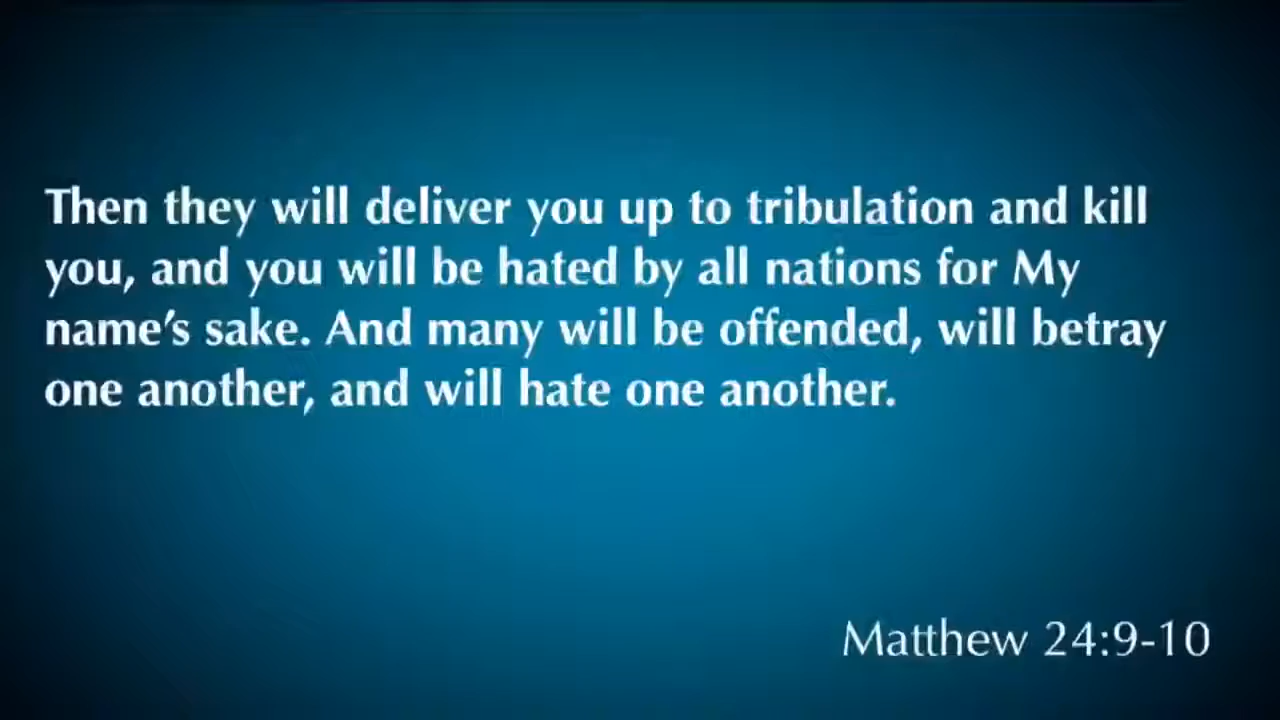 Then they will deliver you up to tribulation and kill
you, and you will be hated by all nations for My
name’s sake. And many will be offended, will betray
one another, and will hate one another.
Matthew 24:9-10